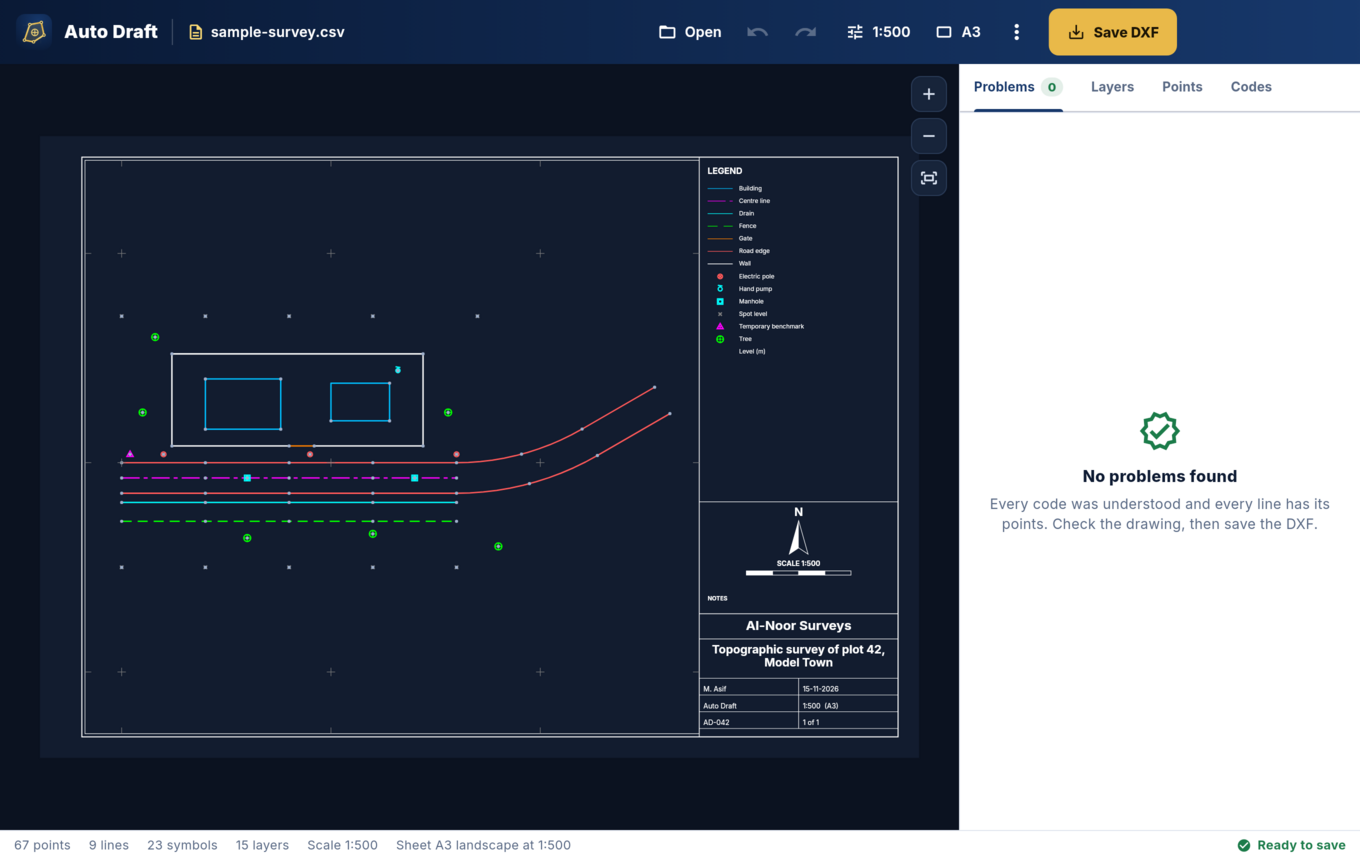 Auto Draft
sample-survey.csv
Open
1:500
A3
Save DXF
Problems 0
Layers
Points
Codes
LEGEND
Building
Centre line
Drain
Fence
Gate
Road edge
Wall
Electric pole
Hand pump
Manhole
Spot level
Temporary benchmark
Tree
Level (m)
N
SCALE 1:500
NOTES
Al-Noor Surveys
Topographic survey of plot 42,
Model Town
M. Asif
15-11-2026
Auto Draft
1:500 (A3)
AD-042
1 of 1
No problems found
Every code was understood and every line has its
points. Check the drawing, then save the DXF.
67 points
9 lines
23 symbols
15 layers
Scale 1:500
Sheet A3 landscape at 1:500
Ready to save